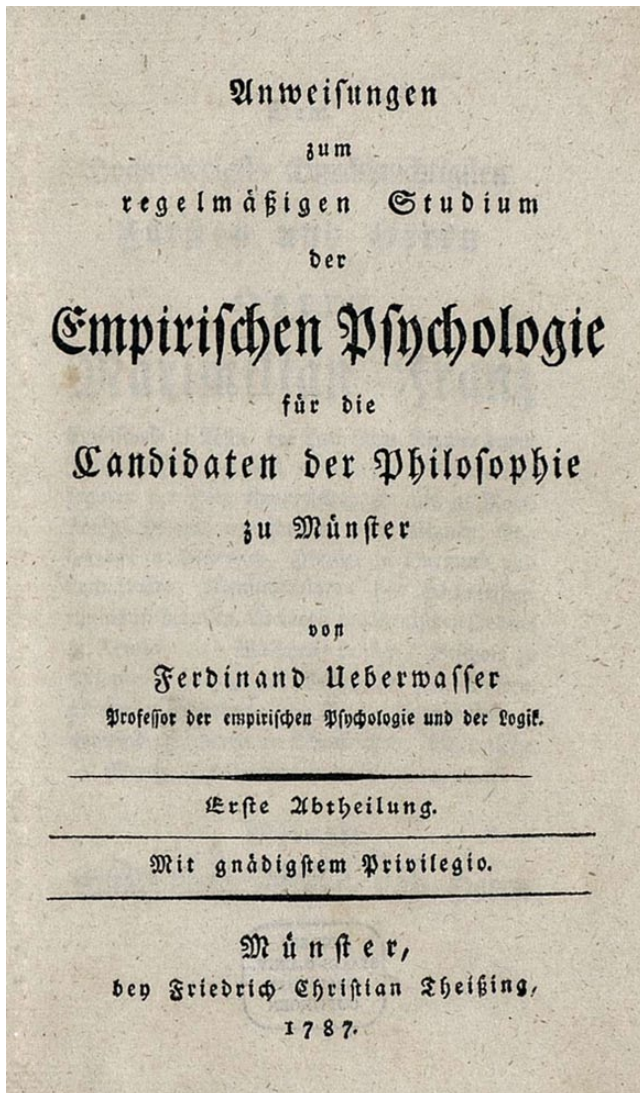 Anweiſungen
zum
regelmäßigen Studium
der
Empiriſchen Pſychologie
für die
Candidaten der Philoſophie
zu Münſter
von
Ferdinand Ueberwaſſer
Profeſſor der empiriſchen Pſychologie und der Logik.
Erſte Abtheilung.
Mit gnädigſtem Privilegio.
Münſter,
bey Friedrich Chriſtian Theißing,
1787.